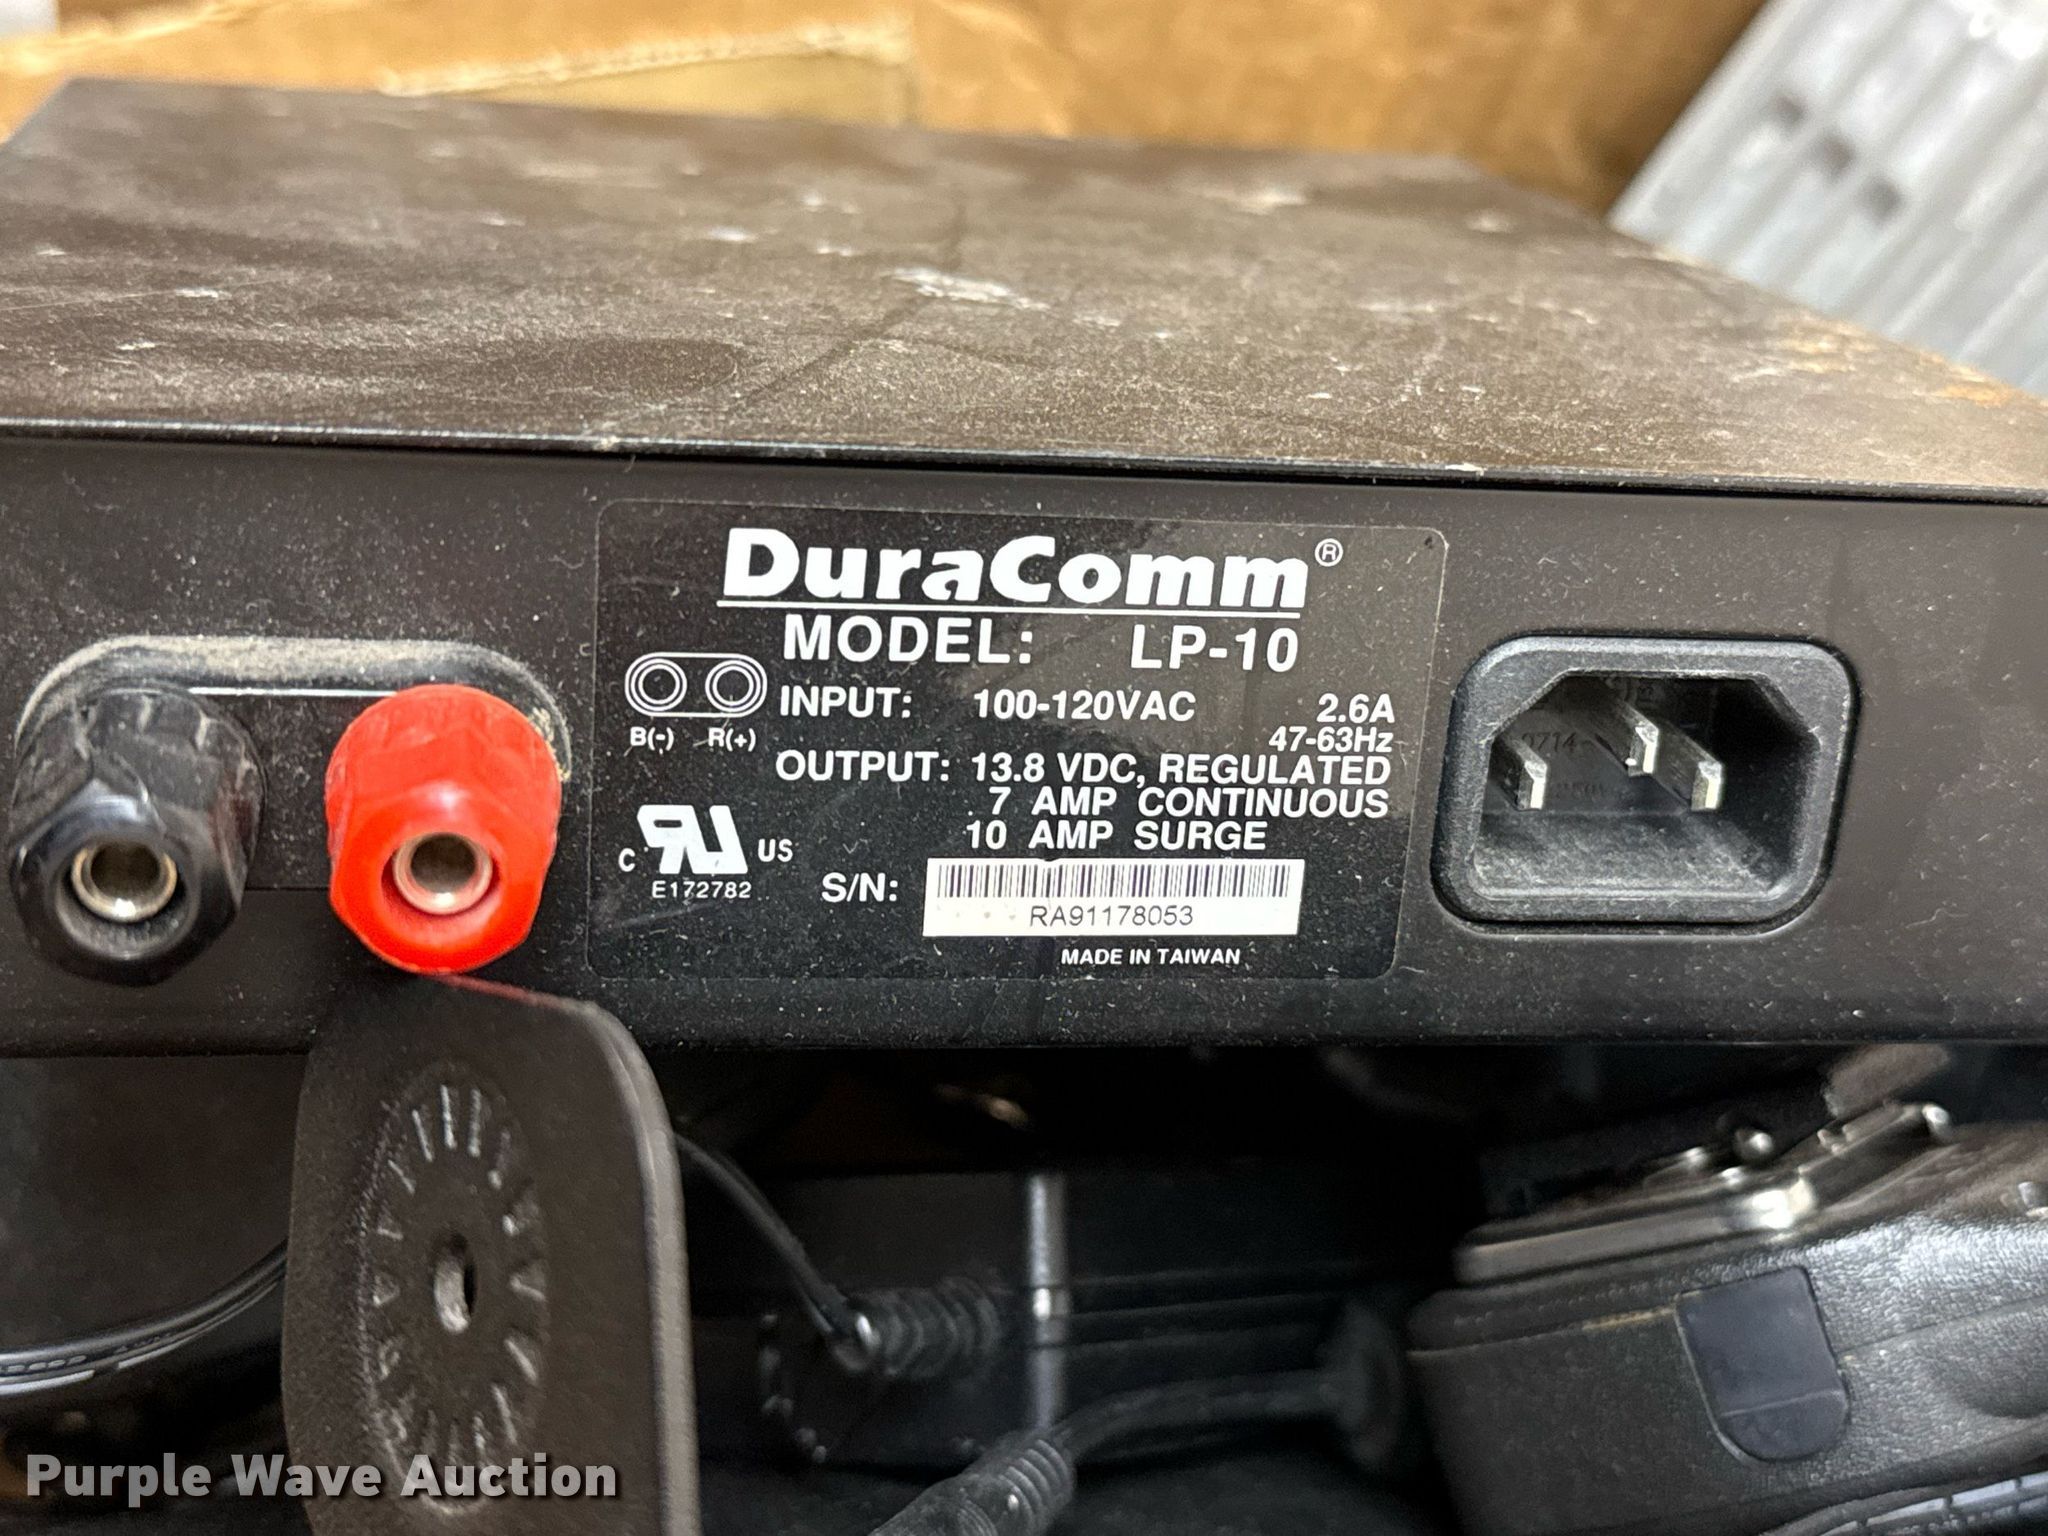 DuraComm®
MODEL: LP-10
INPUT: 100-120VAC 2.6A
47-63Hz
B(-) R(+)
OUTPUT: 13.8 VDC, REGULATED
7 AMP CONTINUOUS
10 AMP SURGE
C US
E172782
S/N:
RA91178053
MADE IN TAIWAN
Purple Wave Auction